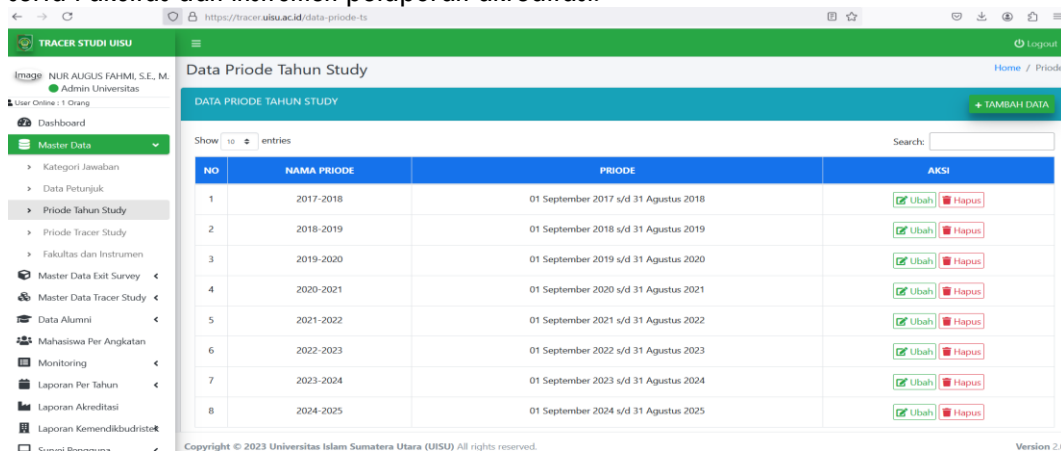 https://tracer.uisu.ac.id/data-priode-ts
TRACER STUDI UISU
Logout
Image NUR AUGUS FAHMI, S.E., M.
Admin Universitas
User Online : 1 Orang
Dashboard
Master Data
Kategori Jawaban
Data Petunjuk
Priode Tahun Study
Priode Tracer Study
Fakultas dan Instrumen
Master Data Exit Survey
Master Data Tracer Study
Data Alumni
Mahasiswa Per Angkatan
Monitoring
Laporan Per Tahun
Laporan Akreditasi
Laporan Kemendikbudristek
Data Priode Tahun Study
Home / Priode
DATA PRIODE TAHUN STUDY
+ TAMBAH DATA
Show 10 entries
Search:
NO NAMA PRIODE PRIODE AKSI
1 2017-2018 01 September 2017 s/d 31 Agustus 2018 Ubah Hapus
2 2018-2019 01 September 2018 s/d 31 Agustus 2019 Ubah Hapus
3 2019-2020 01 September 2019 s/d 31 Agustus 2020 Ubah Hapus
4 2020-2021 01 September 2020 s/d 31 Agustus 2021 Ubah Hapus
5 2021-2022 01 September 2021 s/d 31 Agustus 2022 Ubah Hapus
6 2022-2023 01 September 2022 s/d 31 Agustus 2023 Ubah Hapus
7 2023-2024 01 September 2023 s/d 31 Agustus 2024 Ubah Hapus
8 2024-2025 01 September 2024 s/d 31 Agustus 2025 Ubah Hapus
Copyright © 2023 Universitas Islam Sumatera Utara (UISU) All rights reserved.
Version 2.0